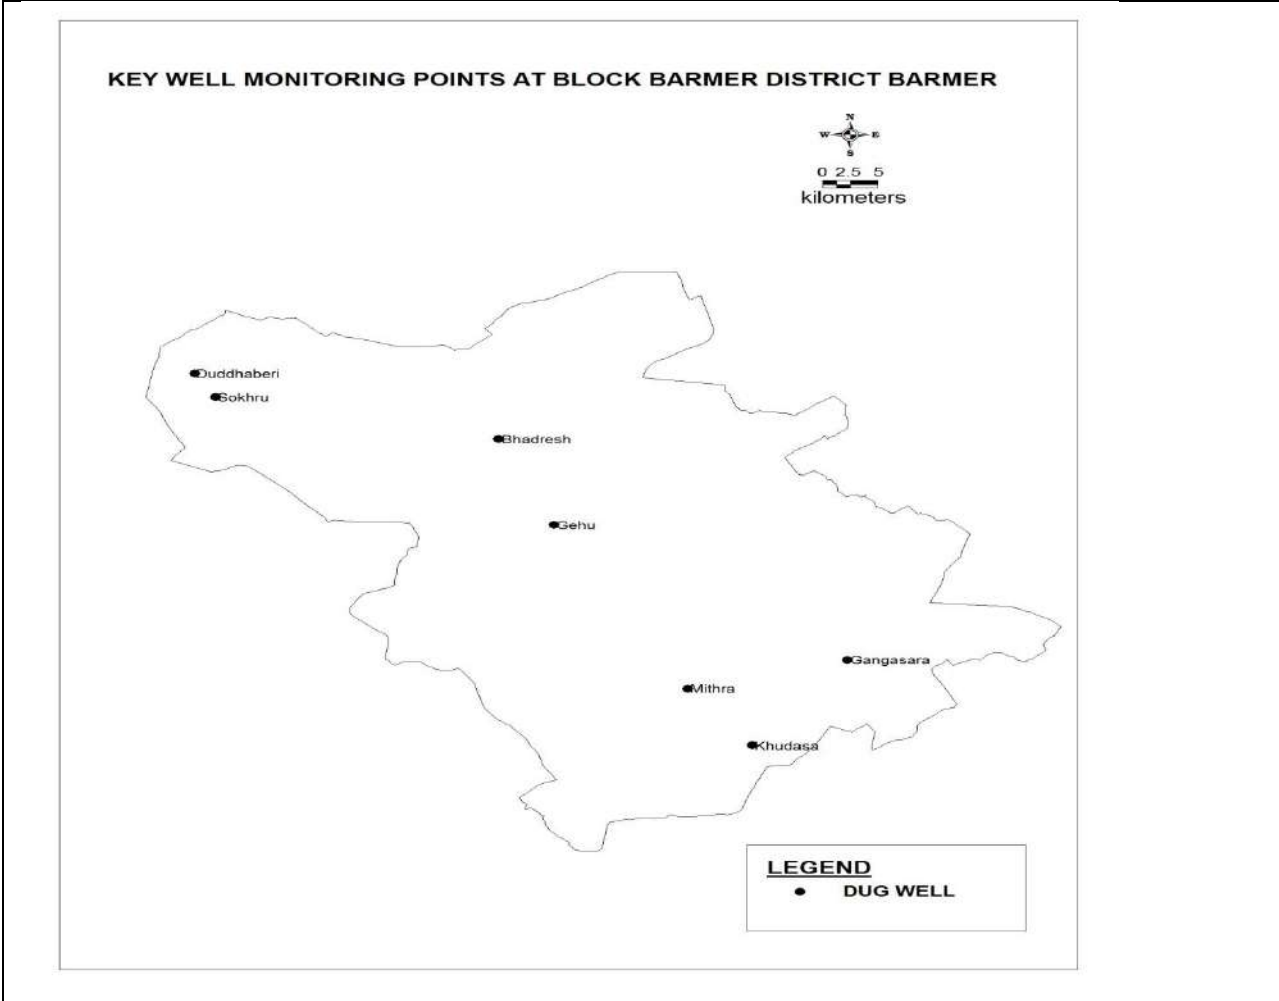 KEY WELL MONITORING POINTS AT BLOCK BARMER DISTRICT BARMER
N
W E
S
0 2.5 5
kilometers
Duddhaberi
Sokhru
Bhadresh
Gehu
Gangasara
Mithra
Khudasa
LEGEND
DUG WELL